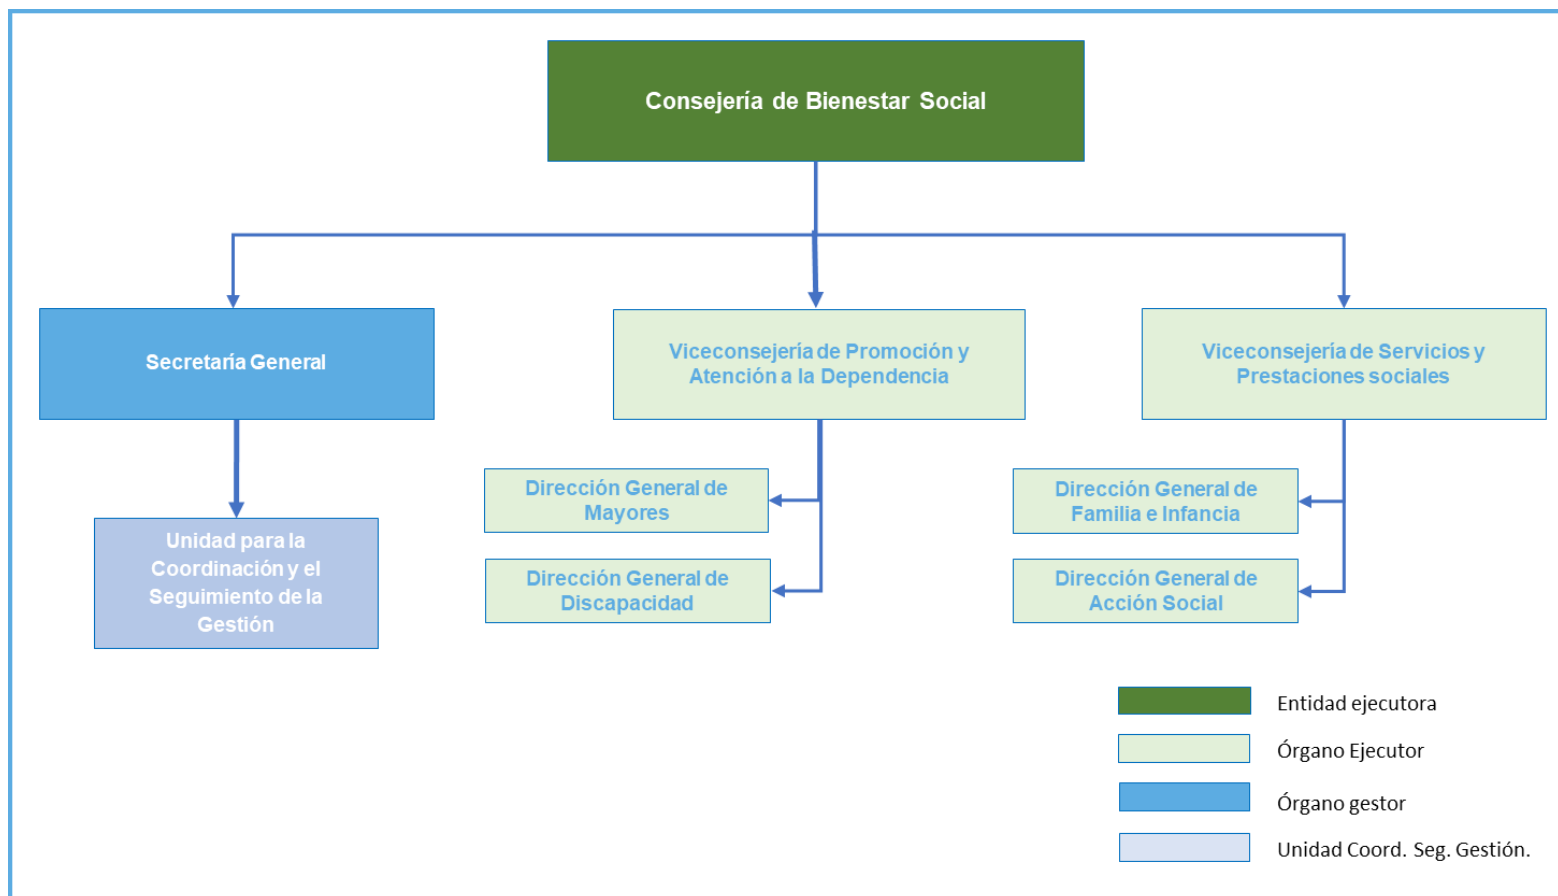 Consejería de Bienestar Social
Secretaría General
Viceconsejería de Promoción y
Atención a la Dependencia
Viceconsejería de Servicios y
Prestaciones sociales
Unidad para la
Coordinación y el
Seguimiento de la
Gestión
Dirección General de
Mayores
Dirección General de
Discapacidad
Dirección General de
Familia e Infancia
Dirección General de
Acción Social
Entidad ejecutora
Órgano Ejecutor
Órgano gestor
Unidad Coord. Seg. Gestión.